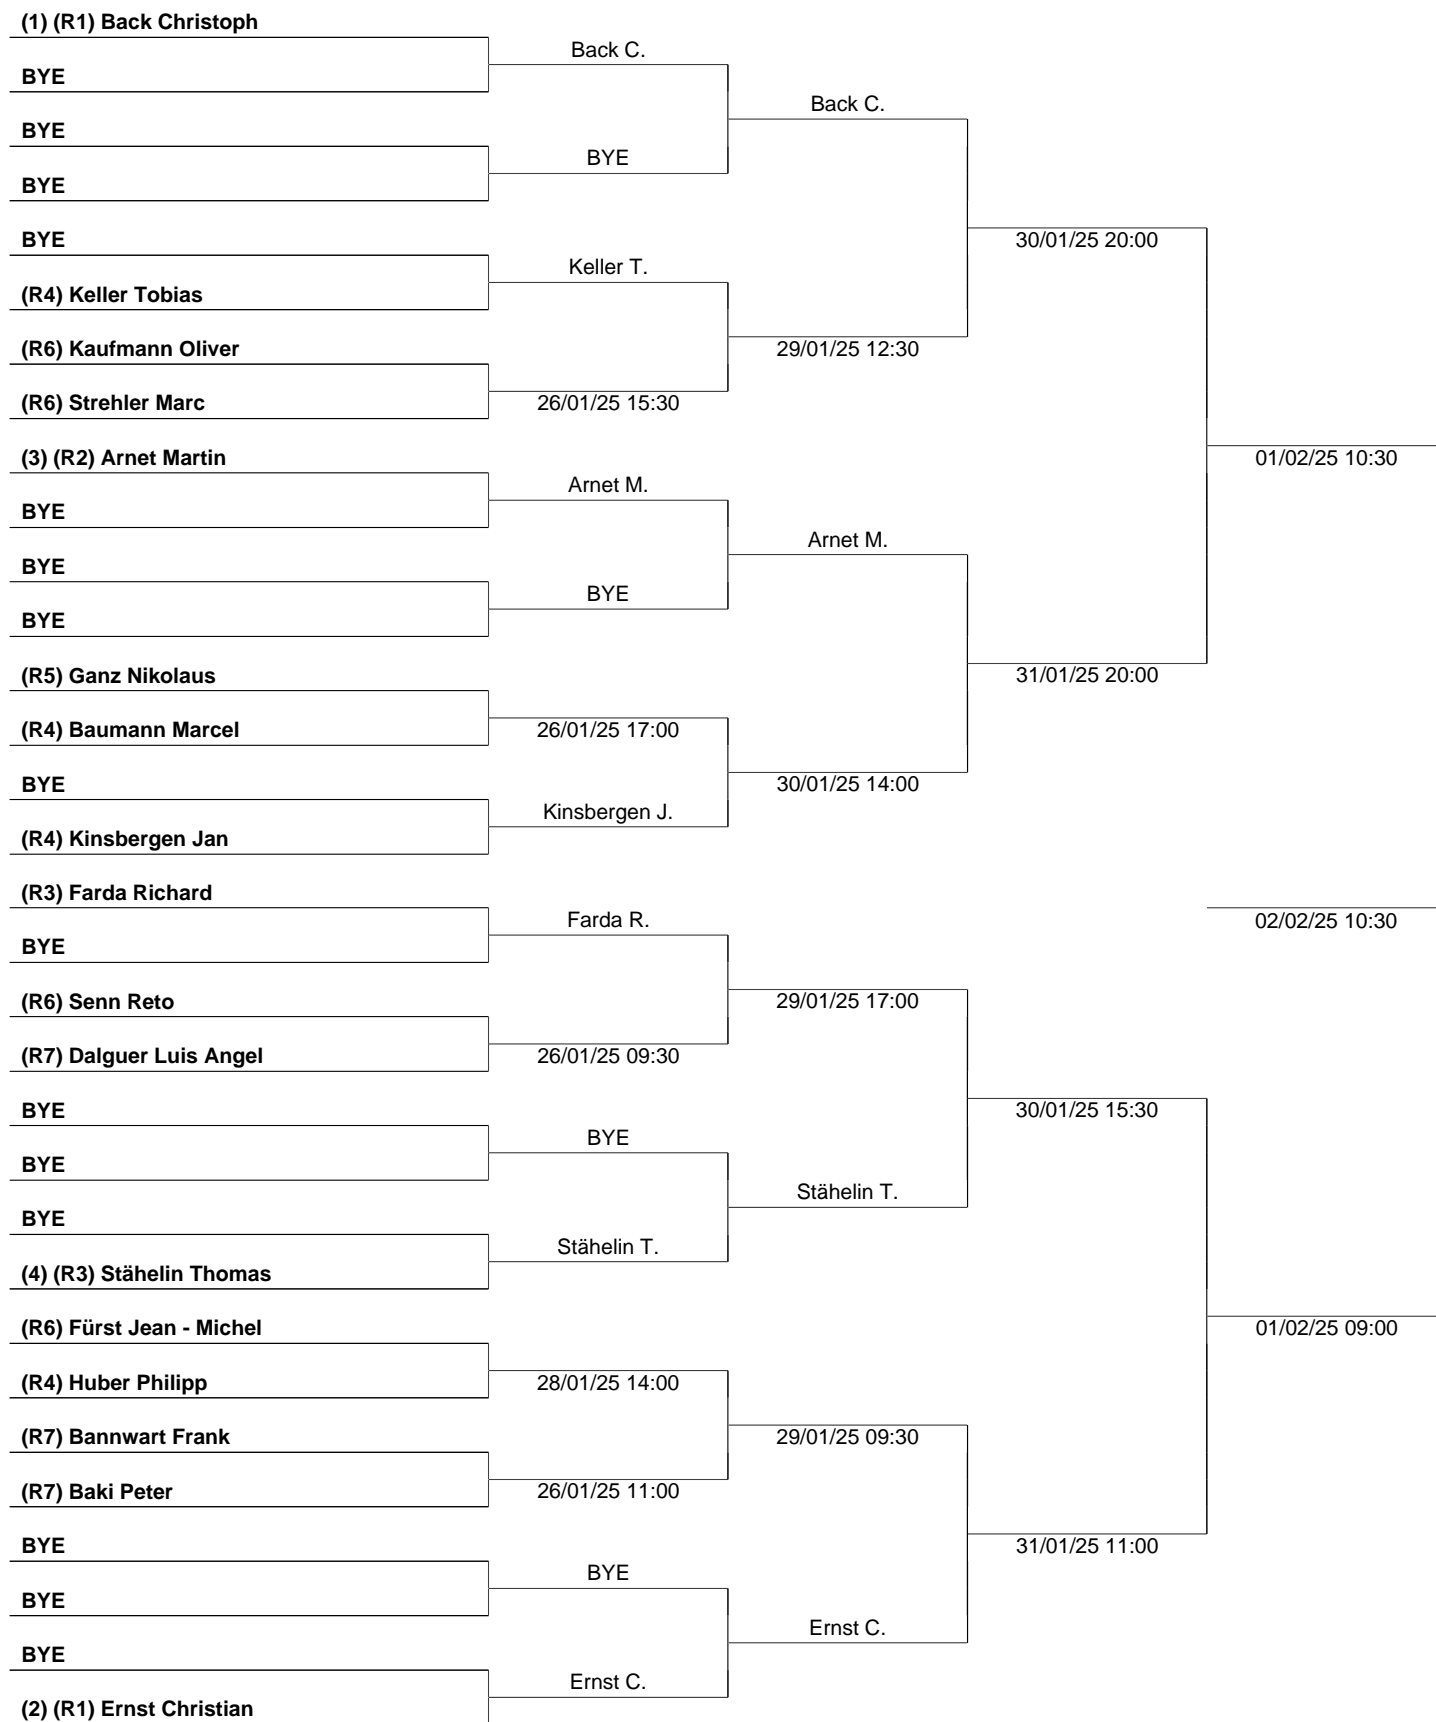 (1) (R1) Back Christoph
Back C.
BYE
Back C.
BYE
BYE
BYE
BYE
30/01/25 20:00
Keller T.
(R4) Keller Tobias
(R6) Kaufmann Oliver
29/01/25 12:30
(R6) Strehler Marc
26/01/25 15:30
(3) (R2) Arnet Martin
01/02/25 10:30
Arnet M.
BYE
Arnet M.
BYE
BYE
BYE
(R5) Ganz Nikolaus
31/01/25 20:00
(R4) Baumann Marcel
26/01/25 17:00
BYE
30/01/25 14:00
Kinsbergen J.
(R4) Kinsbergen Jan
(R3) Farda Richard
Farda R.
02/02/25 10:30
BYE
(R6) Senn Reto
29/01/25 17:00
(R7) Dalguer Luis Angel
26/01/25 09:30
BYE
30/01/25 15:30
BYE
BYE
Stähelin T.
BYE
Stähelin T.
(4) (R3) Stähelin Thomas
(R6) Fürst Jean - Michel
01/02/25 09:00
(R4) Huber Philipp
28/01/25 14:00
(R7) Bannwart Frank
29/01/25 09:30
(R7) Baki Peter
26/01/25 11:00
BYE
31/01/25 11:00
BYE
BYE
Ernst C.
BYE
Ernst C.
(2) (R1) Ernst Christian